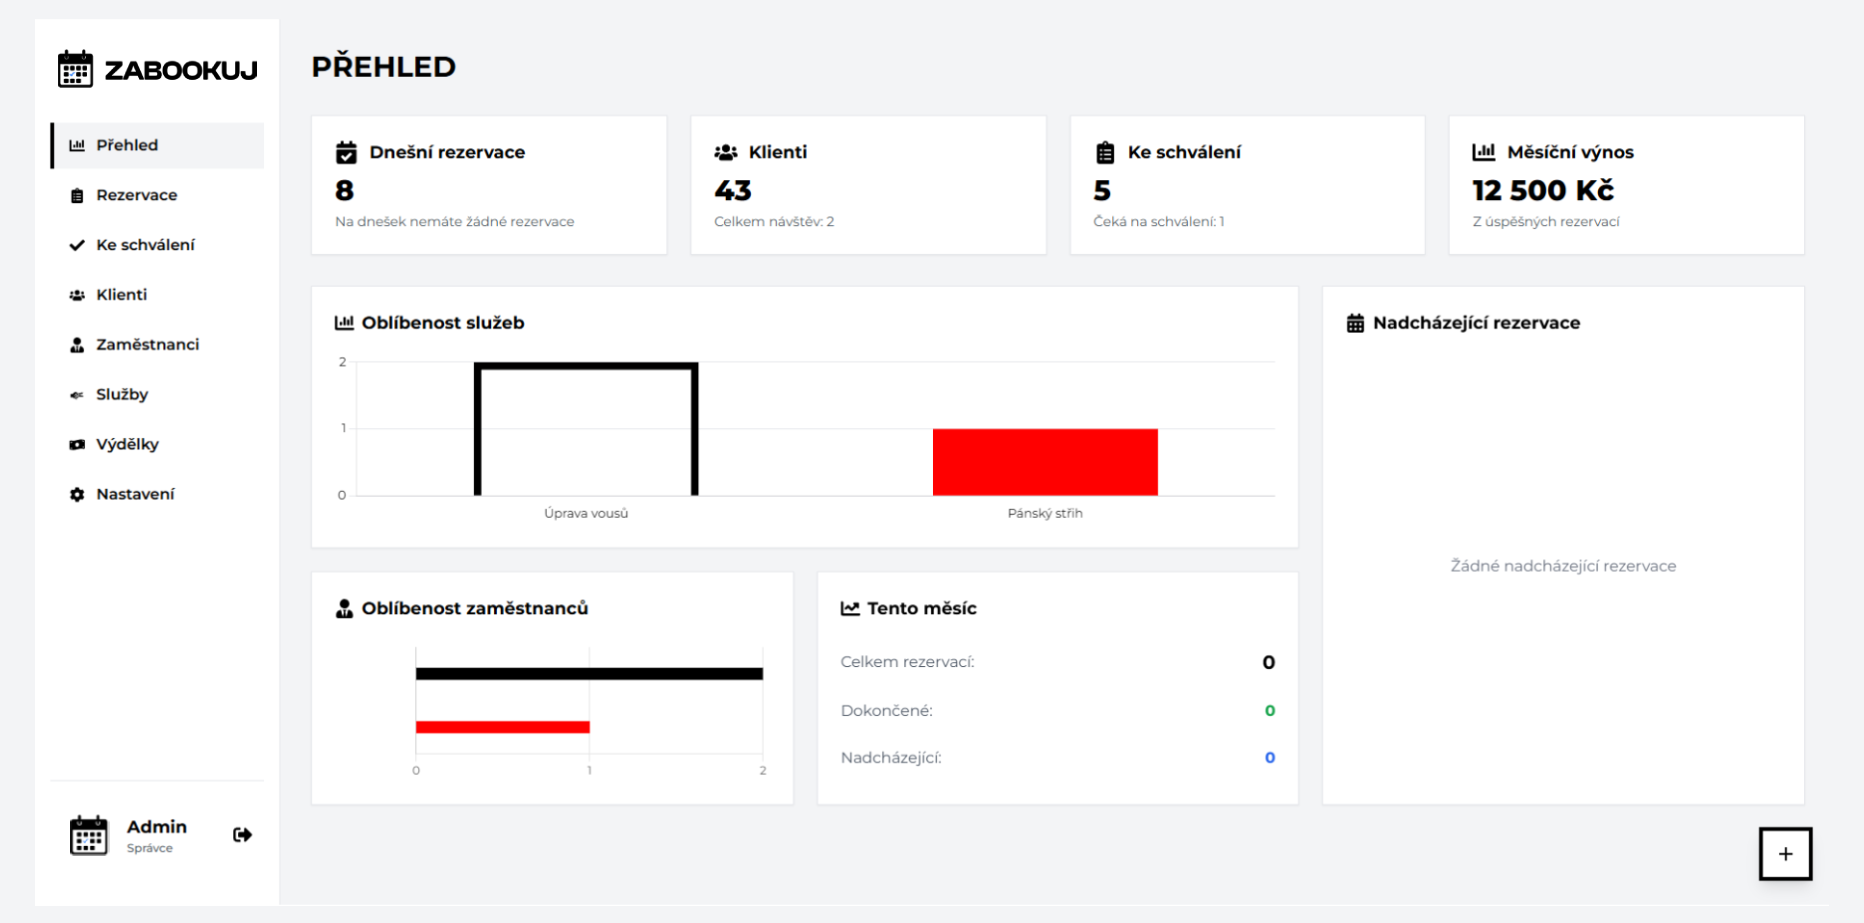 ZABOOKUJ
Přehled
Rezervace
Ke schválení
Klienti
Zaměstnanci
Služby
Výdělky
Nastavení
Admin
Správce
PŘEHLED
Dnešní rezervace
8
Na dnešek nemáte žádné rezervace
Klienti
43
Celkem návštěv: 2
Ke schválení
5
Čeká na schválení: 1
Měsíční výnos
12 500 Kč
Z úspěšných rezervací
Oblíbenost služeb
2
1
0
Úprava vousů
Pánský střih
Nadcházející rezervace
Žádné nadcházející rezervace
Oblíbenost zaměstnanců
0 1 2
Tento měsíc
Celkem rezervací: 0
Dokončené: 0
Nadcházející: 0
+